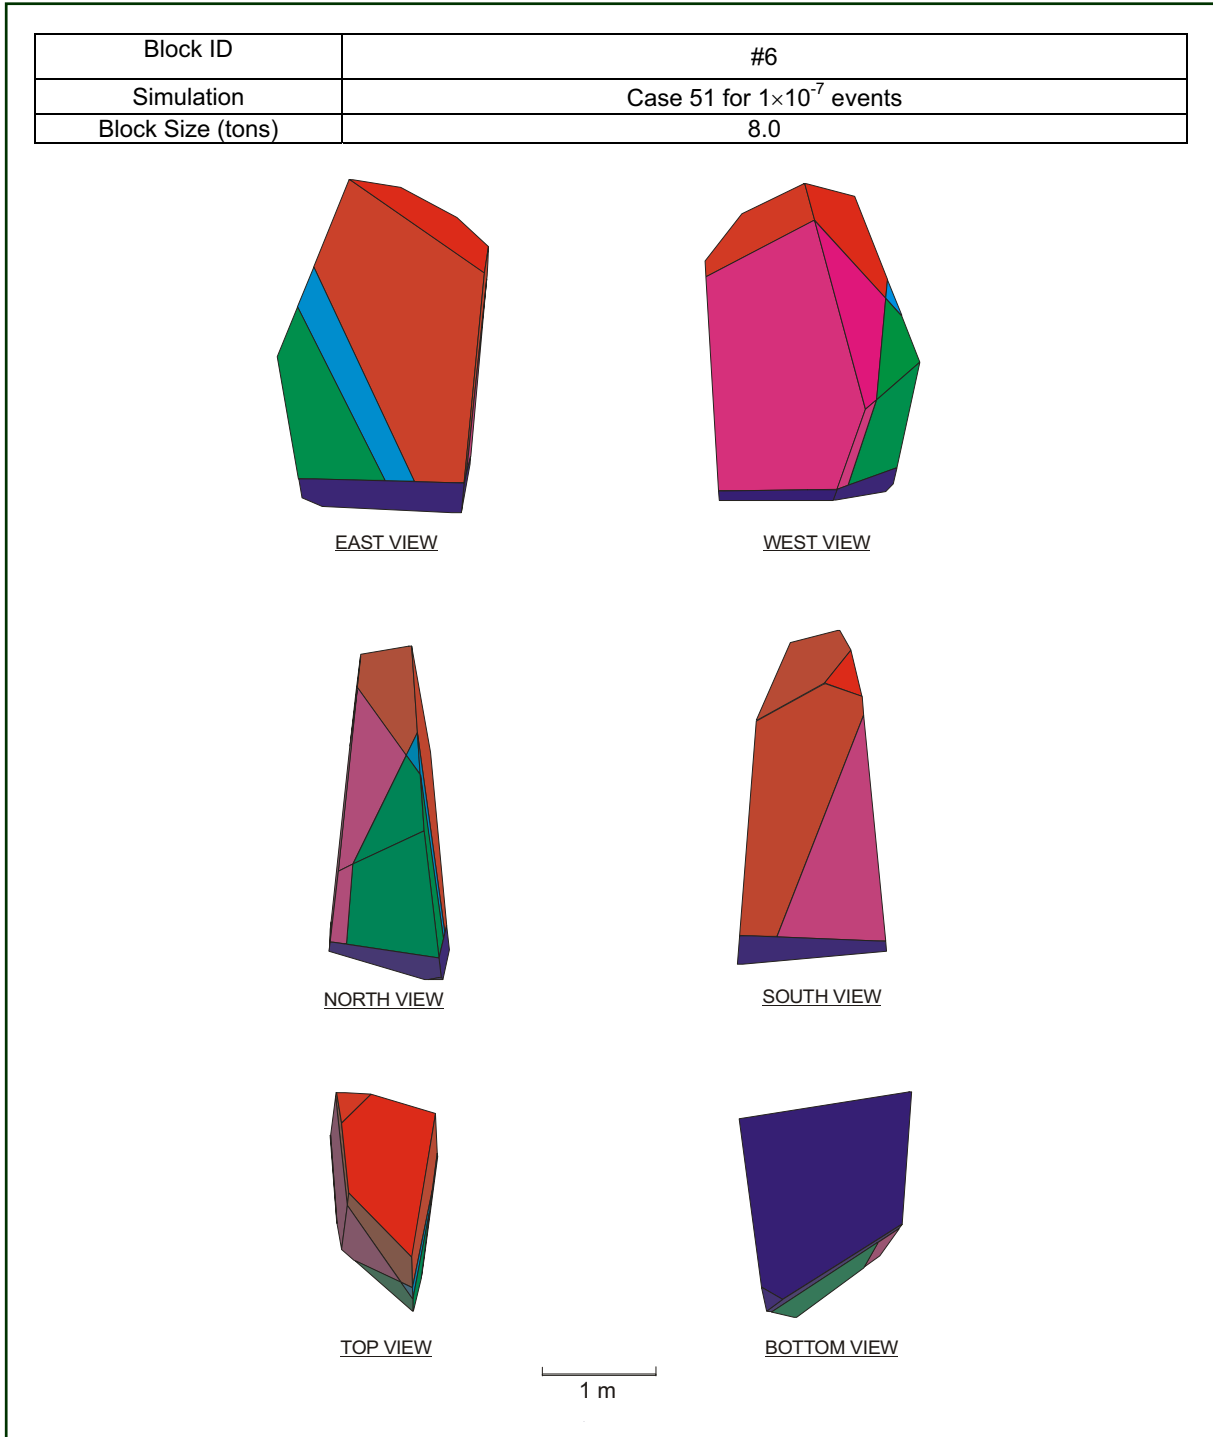 Block ID #6
Simulation Case 51 for 1×10⁻⁷ events
Block Size (tons) 8.0
EAST VIEW WEST VIEW
NORTH VIEW SOUTH VIEW
TOP VIEW BOTTOM VIEW
1 m